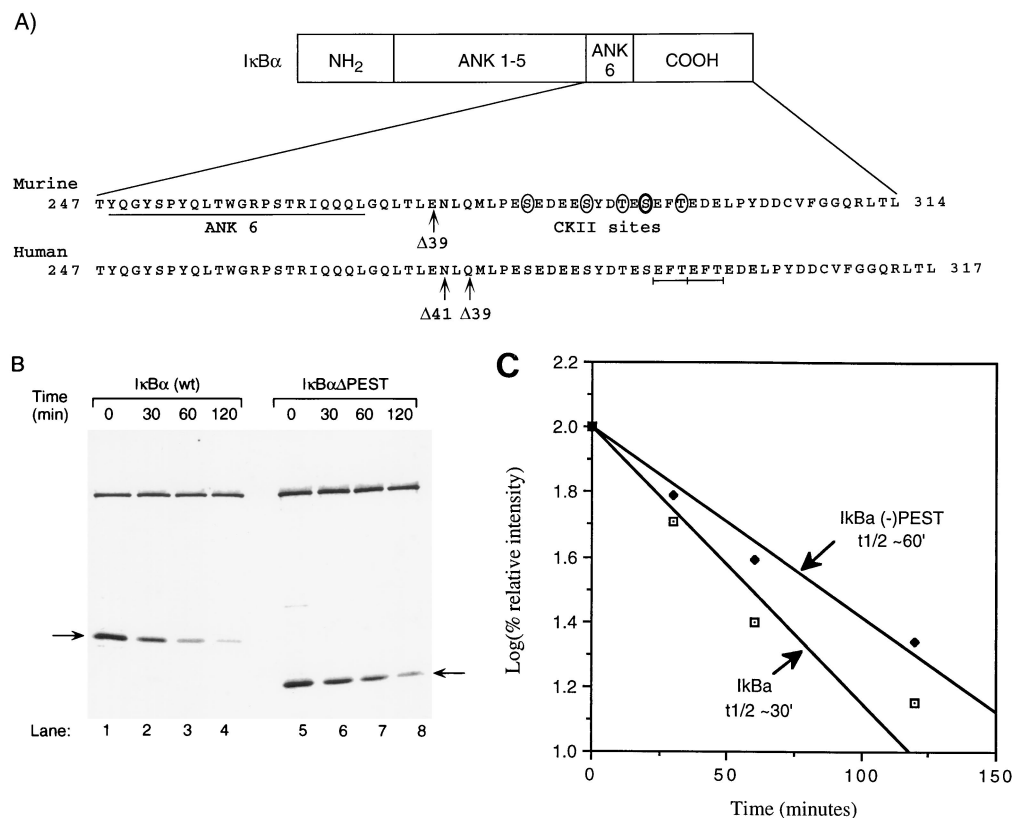 A)
IκBα NH2 ANK 1-5 ANK 6 COOH
Murine
247 TYQGYSPYQLTWGRPSTRIQQQLGQLTLENLQMLPESEDEESYDTESEFTEDELPYDDCVFGGQRLTL 314
ANK 6 CKII sites
Δ39
Human
247 TYQGYSPYQLTWGRPSTRIQQQLGQLTLENLQMLPESEDEESYDTESEFTEFTEDELPYDDCVFGGQRLTL 317
Δ41 Δ39
B
IκBα (wt) IκBαΔPEST
Time (min) 0 30 60 120 0 30 60 120
Lane: 1 2 3 4 5 6 7 8
C
2.2
2.0
1.8
1.6
1.4
1.2
1.0
Log(% relative intensity)
IkBa (-)PEST
t1/2 ~60'
IkBa
t1/2 ~30'
0 50 100 150
Time (minutes)